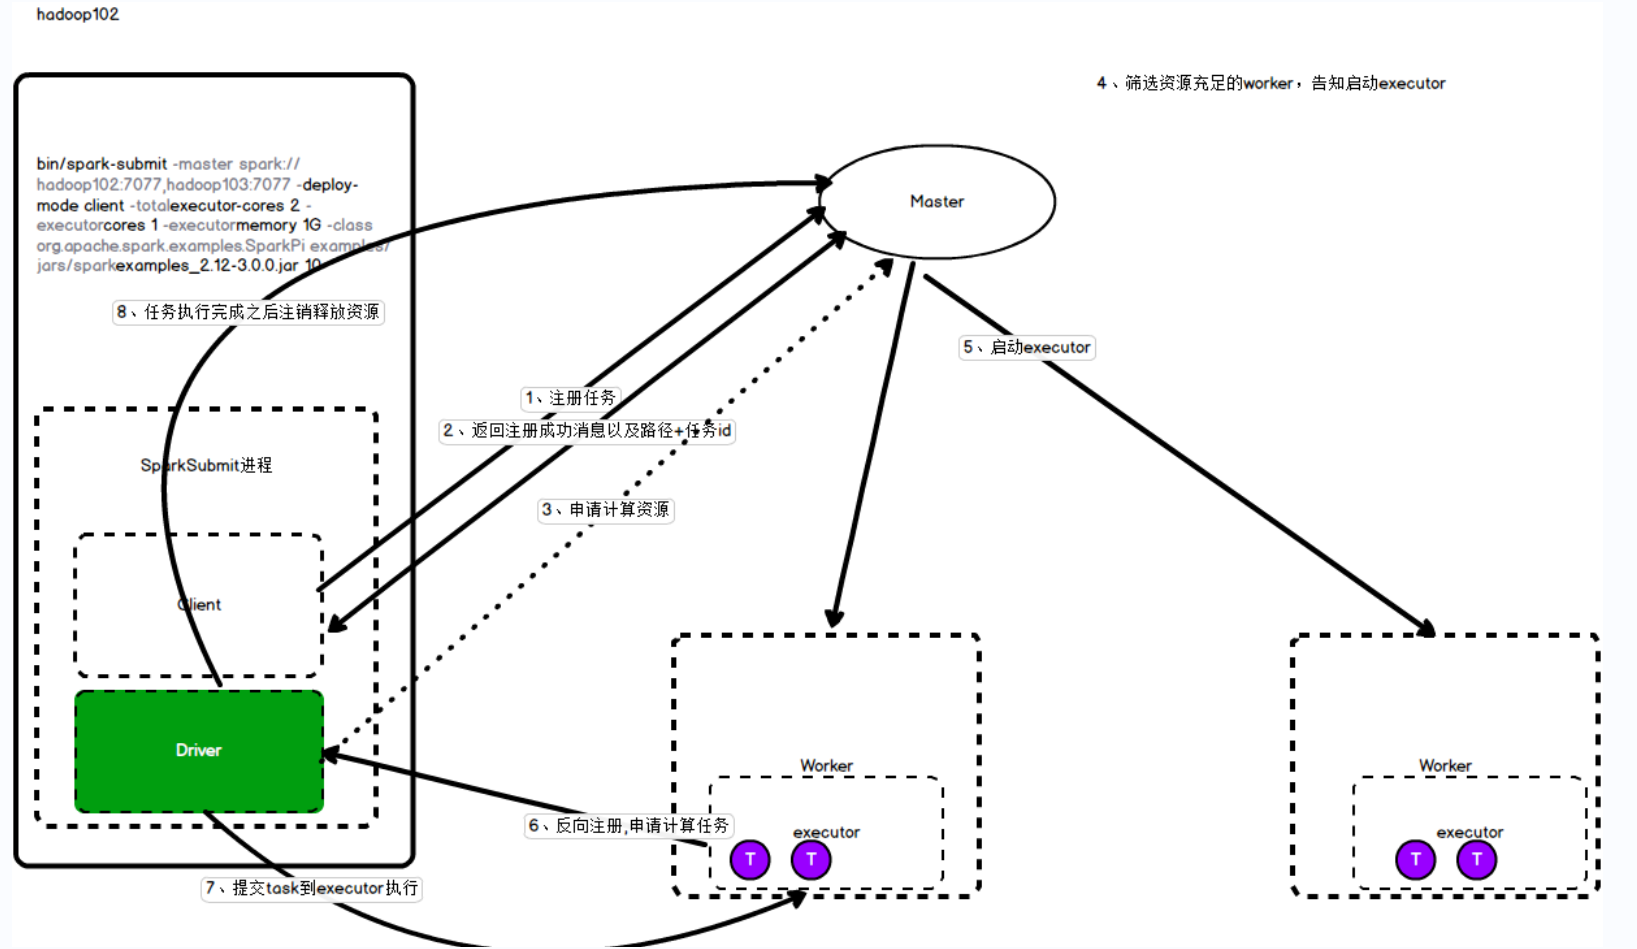 hadoop102
4、筛选资源充足的worker，告知启动executor
bin/spark-submit -master spark://
hadoop102:7077,hadoop103:7077 -deploy-
mode client -totalexecutor-cores 2 -
executorcores 1 -executormemory 1G -class
org.apache.spark.examples.SparkPi examples/
jars/sparkexamples_2.12-3.0.0.jar 10
Master
8、任务执行完成之后注销释放资源
5、启动executor
1、注册任务
2、返回注册成功消息以及路径+任务id
SparkSubmit进程
3、申请计算资源
Client
Driver
Worker
Worker
6、反向注册,申请计算任务
executor
executor
T
T
T
T
7、提交task到executor执行